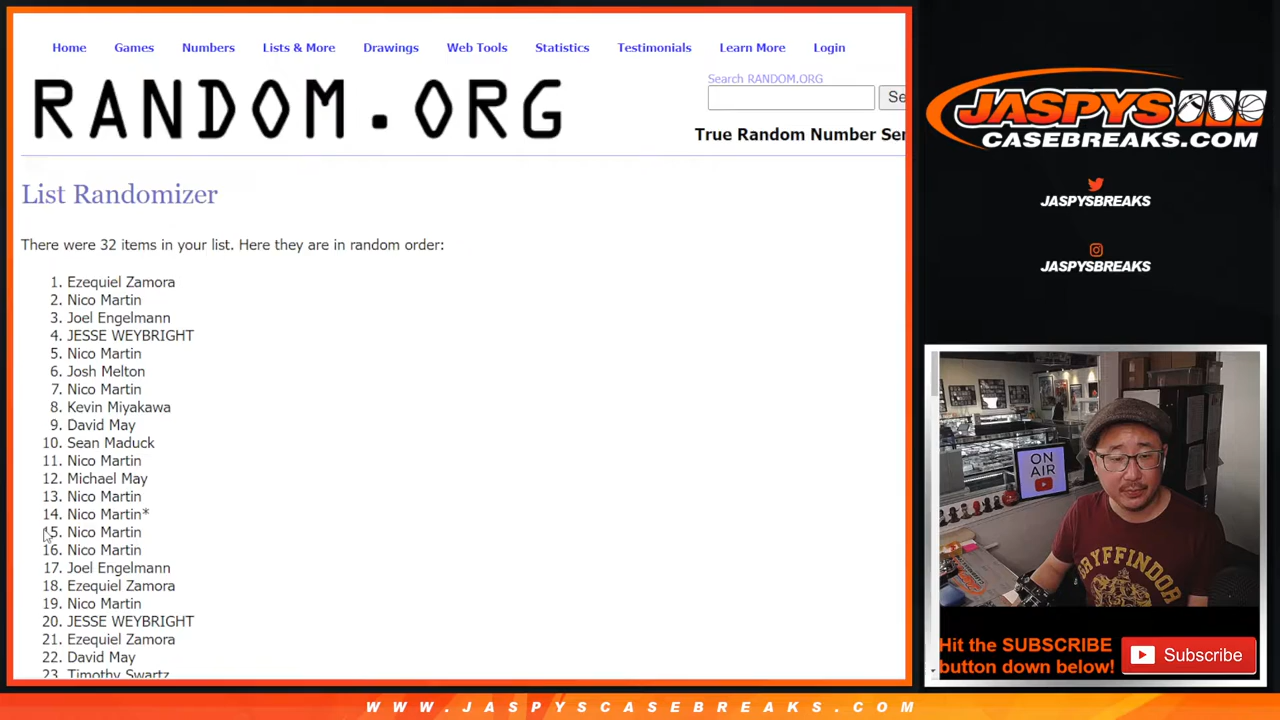 Home Games Numbers Lists & More Drawings Web Tools Statistics Testimonials Learn More Login
Search RANDOM.ORG
RANDOM.ORG
Se
True Random Number Ser
List Randomizer
There were 32 items in your list. Here they are in random order:
1. Ezequiel Zamora
2. Nico Martin
3. Joel Engelmann
4. JESSE WEYBRIGHT
5. Nico Martin
6. Josh Melton
7. Nico Martin
8. Kevin Miyakawa
9. David May
10. Sean Maduck
11. Nico Martin
12. Michael May
13. Nico Martin
14. Nico Martin*
15. Nico Martin
16. Nico Martin
17. Joel Engelmann
18. Ezequiel Zamora
19. Nico Martin
20. JESSE WEYBRIGHT
21. Ezequiel Zamora
22. David May
23. Timothy Swartz
JASPYS
CASEBREAKS.COM
JASPYSBREAKS
JASPYSBREAKS
ON
AIR
GRYFFINDOR
Hit the SUBSCRIBE
button down below!
Subscribe
WWW.JASPYSCASEBREAKS.COM